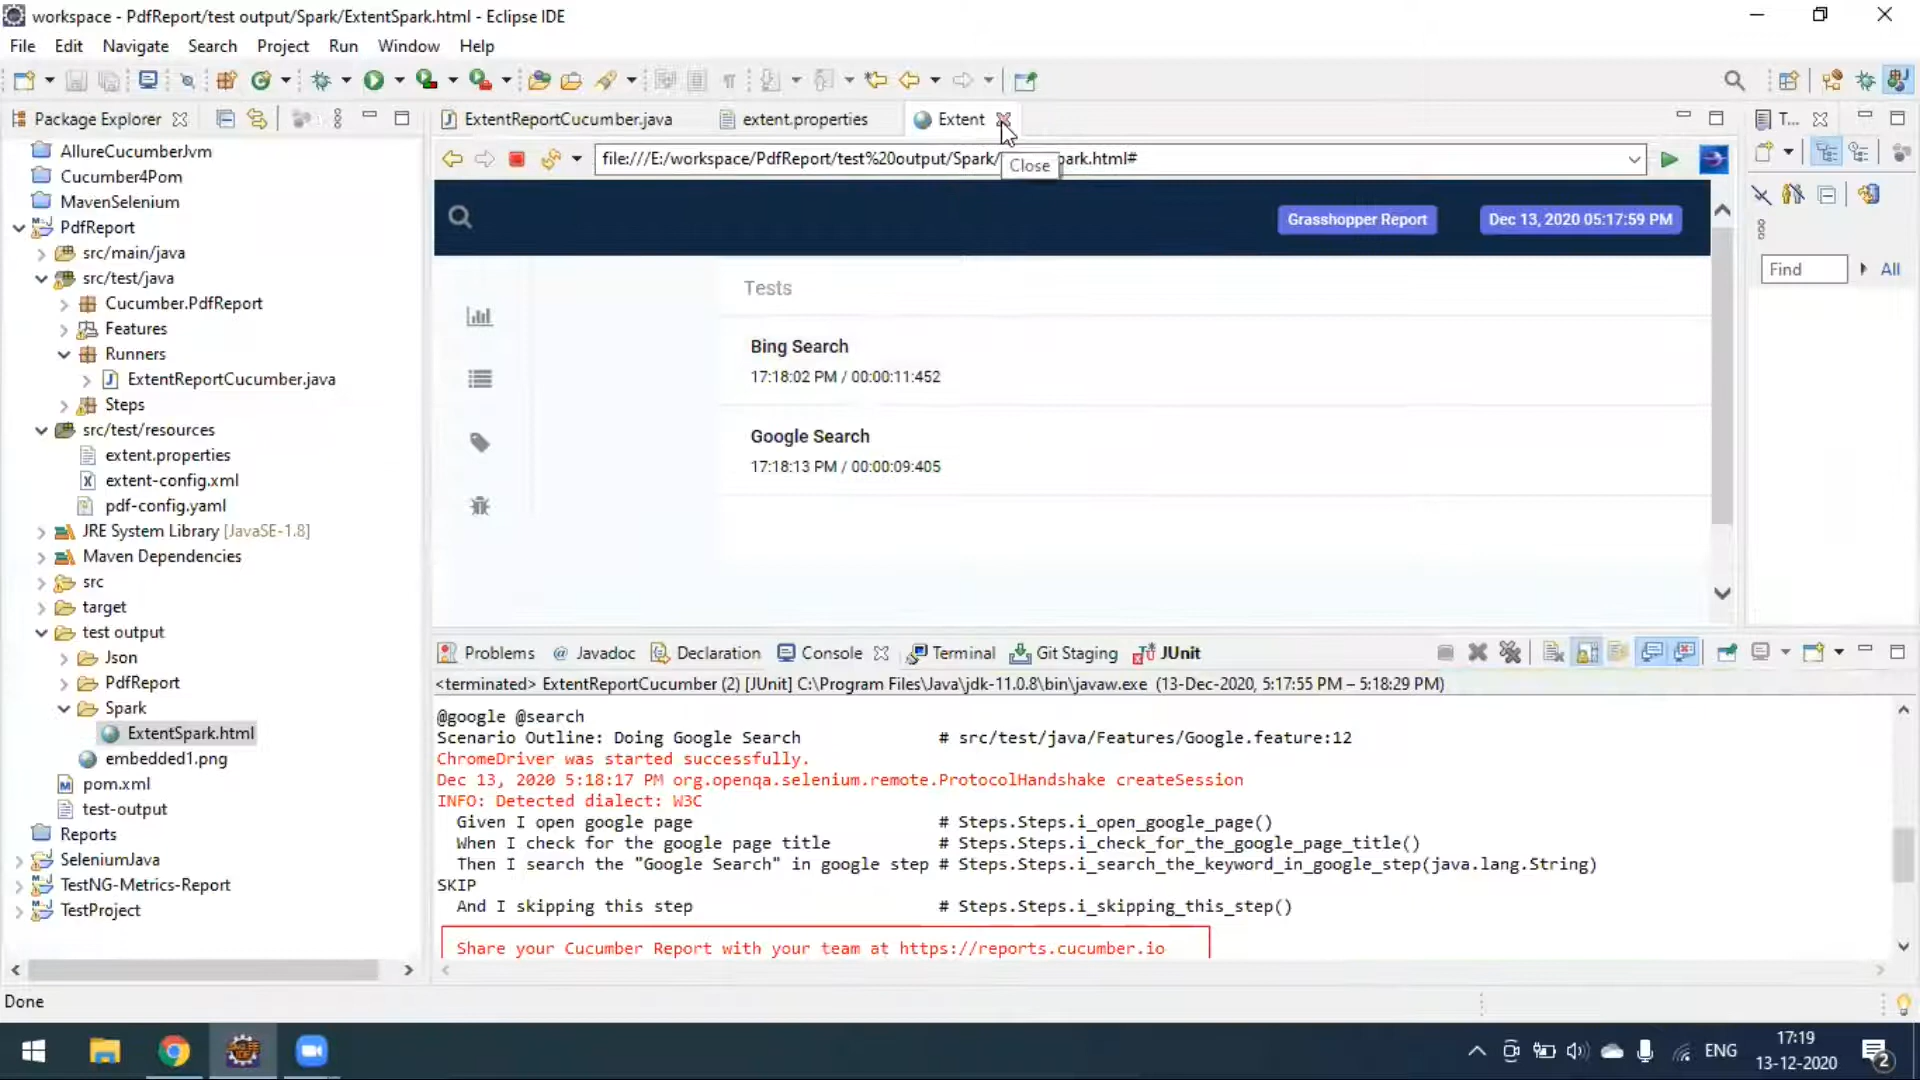 workspace - PdfReport/test output/Spark/ExtentSpark.html - Eclipse IDE
File Edit Navigate Search Project Run Window Help
Package Explorer
AllureCucumberJvm
Cucumber4Pom
MavenSelenium
PdfReport
src/main/java
src/test/java
Cucumber.PdfReport
Features
Runners
ExtentReportCucumber.java
Steps
src/test/resources
extent.properties
extent-config.xml
pdf-config.yaml
JRE System Library [JavaSE-1.8]
Maven Dependencies
src
target
test output
Json
PdfReport
Spark
ExtentSpark.html
embedded1.png
pom.xml
test-output
Reports
SeleniumJava
TestNG-Metrics-Report
TestProject
ExtentReportCucumber.java extent.properties Extent
file:///E:/workspace/PdfReport/test%20output/Spark/ park.html#
Close
Grasshopper Report Dec 13, 2020 05:17:59 PM
Tests
Bing Search
17:18:02 PM / 00:00:11:452
Google Search
17:18:13 PM / 00:00:09:405
T...
Find All
Problems @ Javadoc Declaration Console Terminal Git Staging JUnit
<terminated> ExtentReportCucumber (2) [JUnit] C:\Program Files\Java\jdk-11.0.8\bin\javaw.exe (13-Dec-2020, 5:17:55 PM – 5:18:29 PM)
@google @search
Scenario Outline: Doing Google Search # src/test/java/Features/Google.feature:12
ChromeDriver was started successfully.
Dec 13, 2020 5:18:17 PM org.openqa.selenium.remote.ProtocolHandshake createSession
INFO: Detected dialect: W3C
Given I open google page # Steps.Steps.i_open_google_page()
When I check for the google page title # Steps.Steps.i_check_for_the_google_page_title()
Then I search the "Google Search" in google step # Steps.Steps.i_search_the_keyword_in_google_step(java.lang.String)
SKIP
And I skipping this step # Steps.Steps.i_skipping_this_step()
Share your Cucumber Report with your team at https://reports.cucumber.io
Done
ENG
17:19
13-12-2020
2